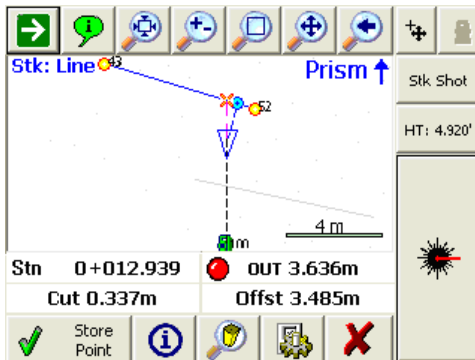 Stk: Line
43
Prism
Stk Shot
52
HT: 4.920'
m
4 m
Stn 0+012.939
OUT 3.636m
Cut 0.337m
Offst 3.485m
Store
Point